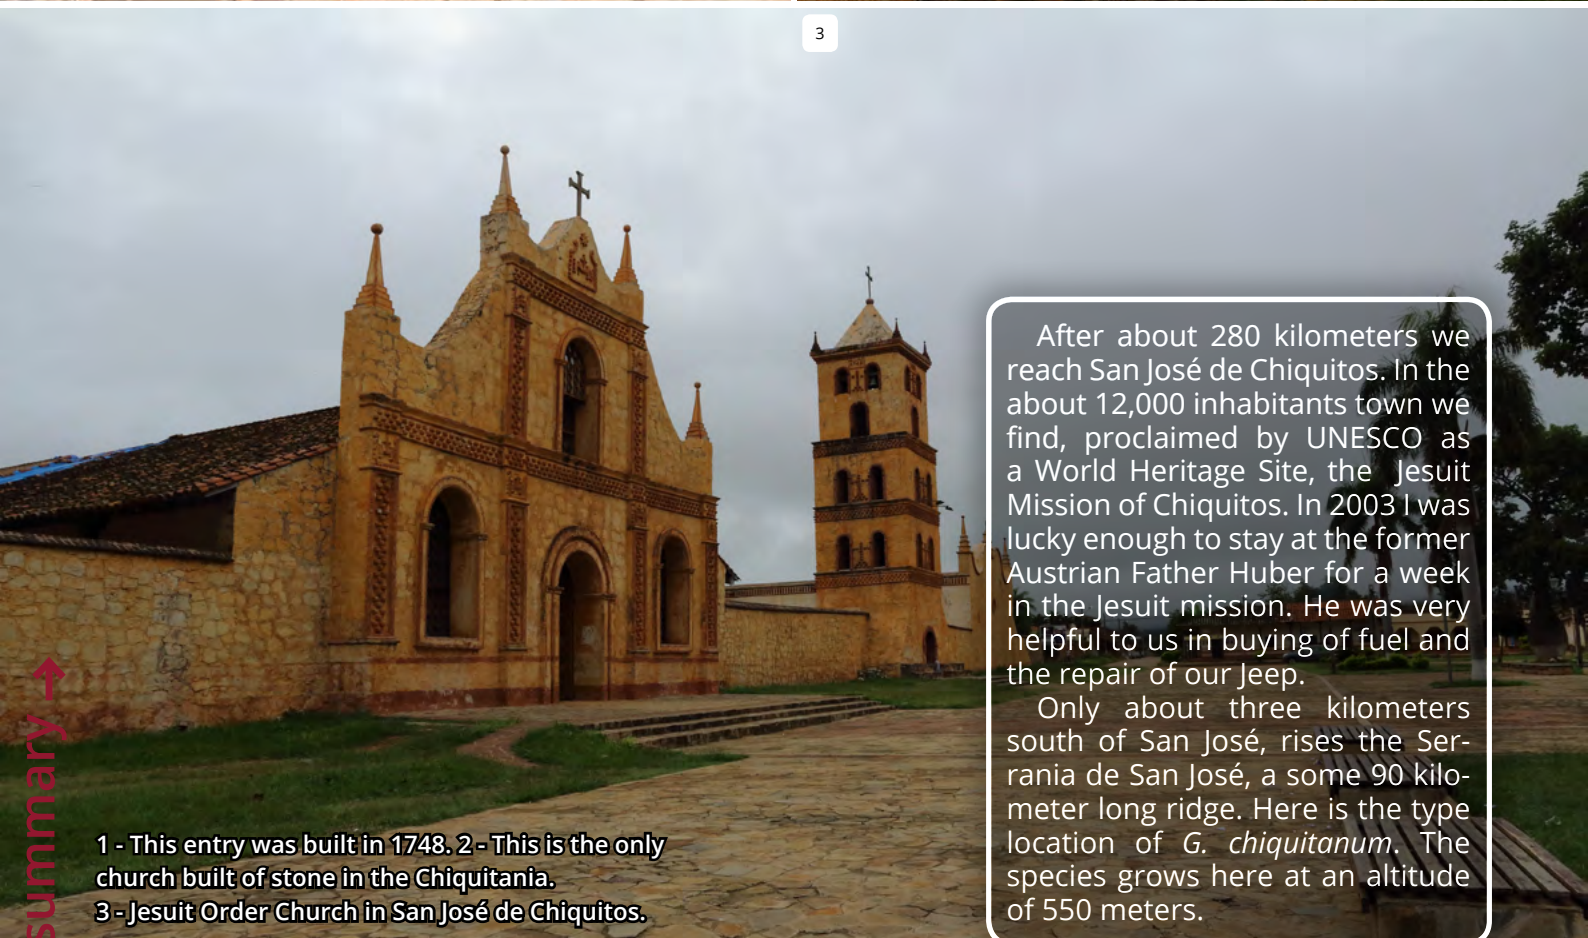 3
After about 280 kilometers we
reach San José de Chiquitos. In the
about 12,000 inhabitants town we
find, proclaimed by UNESCO as
a World Heritage Site, the Jesuit
Mission of Chiquitos. In 2003 I was
lucky enough to stay at the former
Austrian Father Huber for a week
in the Jesuit mission. He was very
helpful to us in buying of fuel and
the repair of our Jeep.
Only about three kilometers
south of San José, rises the Ser-
rania de San José, a some 90 kilo-
meter long ridge. Here is the type
location of G. chiquitanum. The
species grows here at an altitude
of 550 meters.
summary
1 - This entry was built in 1748. 2 - This is the only
church built of stone in the Chiquitania.
3 - Jesuit Order Church in San José de Chiquitos.